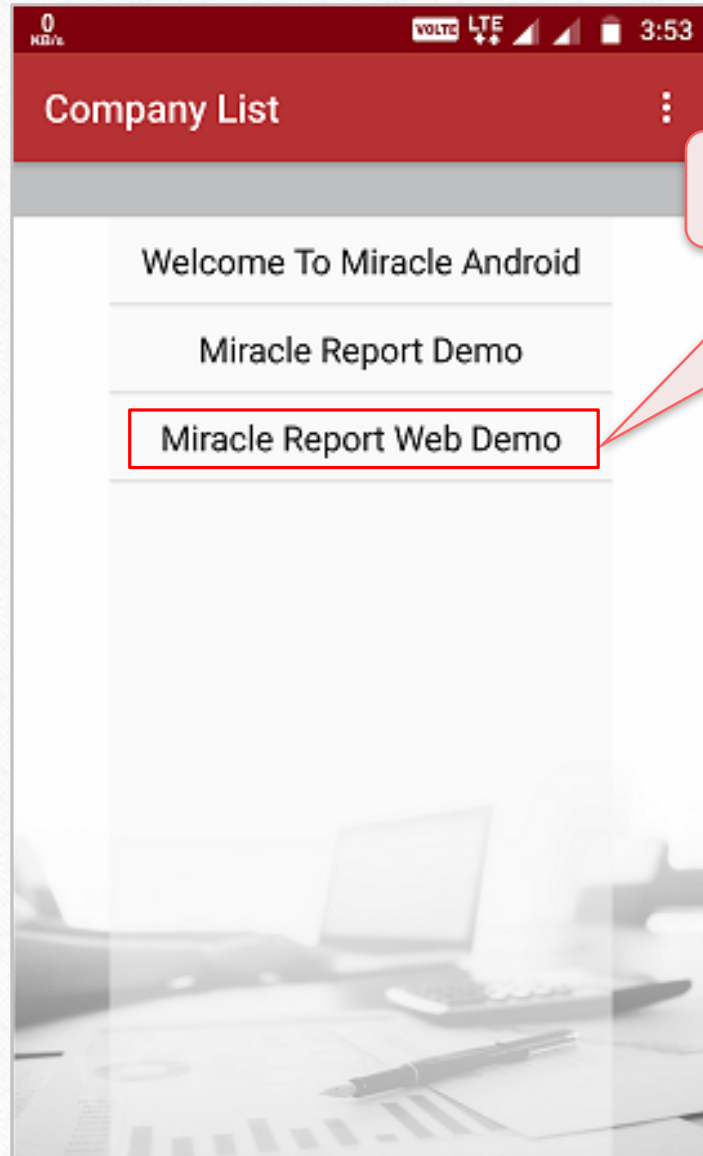 0
KB/s
VOLTE LTE 3:53
Company List
Welcome To Miracle Android
Miracle Report Demo
Miracle Report Web Demo